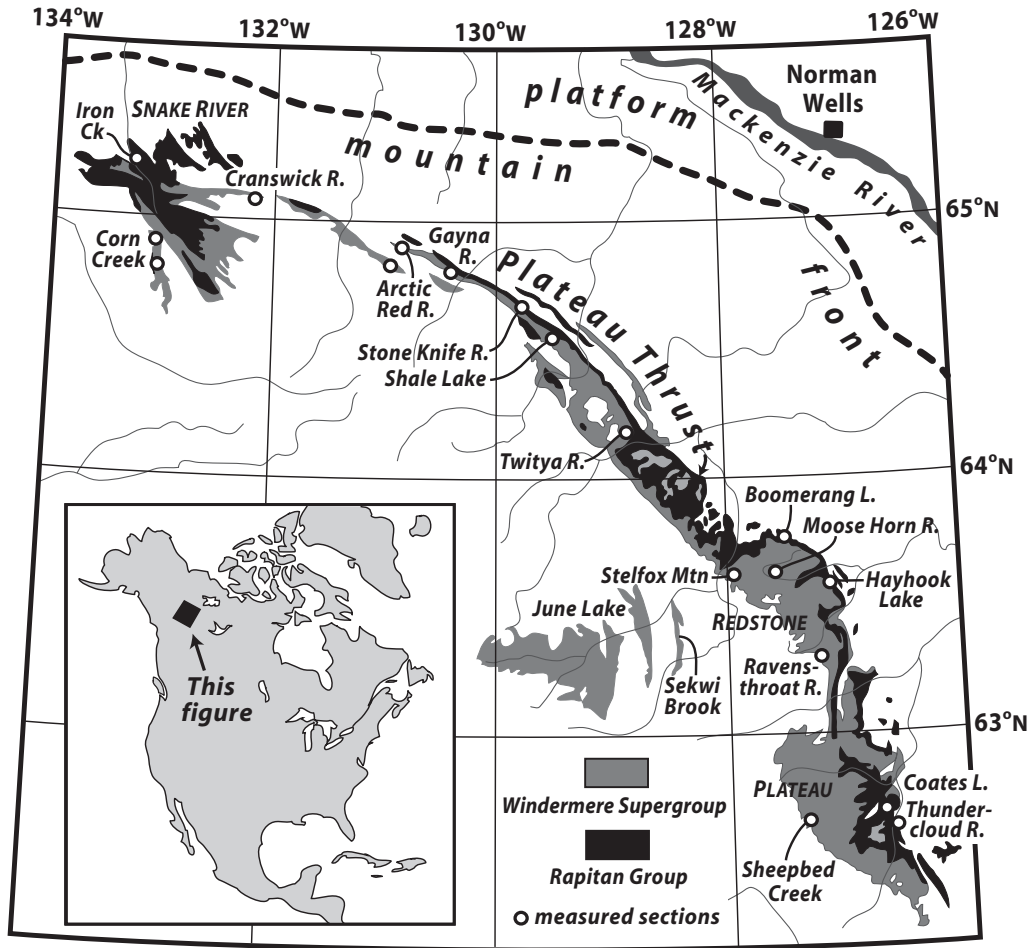 134°W
132°W
130°W
128°W
126°W
Iron
Ck
SNAKE RIVER
platform
Mackenzie River
Norman
Wells
mountain
front
Cranswick R.
65°N
Corn
Creek
Gayna
R.
Arctic
Red R.
Plateau Thrust
Stone Knife R.
Shale Lake
Twitya R.
64°N
Boomerang L.
Moose Horn R.
Stelfox Mtn
Hayhook
Lake
June Lake
REDSTONE
Ravens-
throat R.
Sekwi
Brook
This
figure
63°N
Windermere Supergroup
PLATEAU
Coates L.
Thunder-
cloud R.
Rapitan Group
Sheepbed
Creek
measured sections